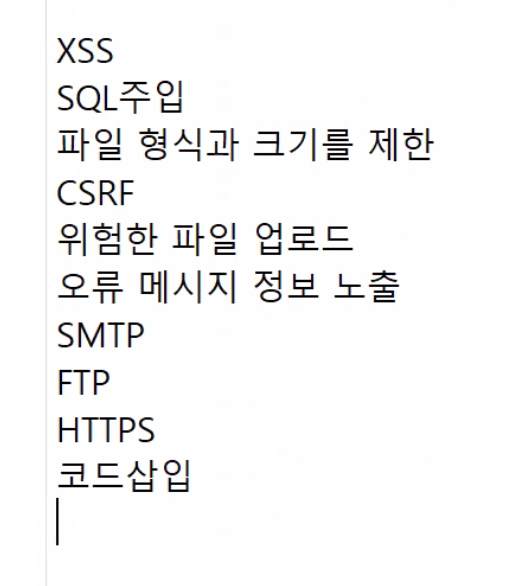 XSS
SQL주입
파일 형식과 크기를 제한
CSRF
위험한 파일 업로드
오류 메시지 정보 노출
SMTP
FTP
HTTPS
코드삽입